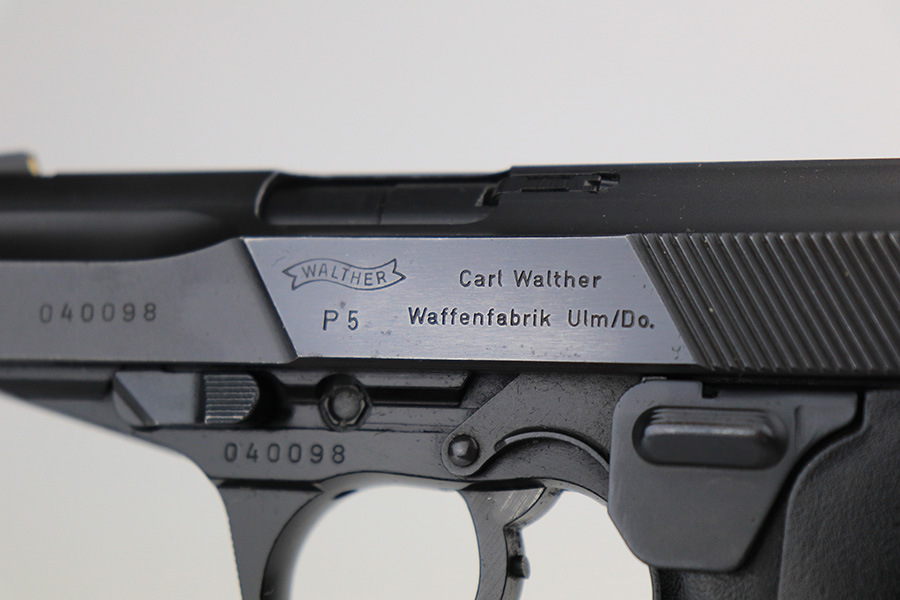 WALTHER
P5
Carl Walther
Waffenfabrik Ulm/Do.
040098
040098